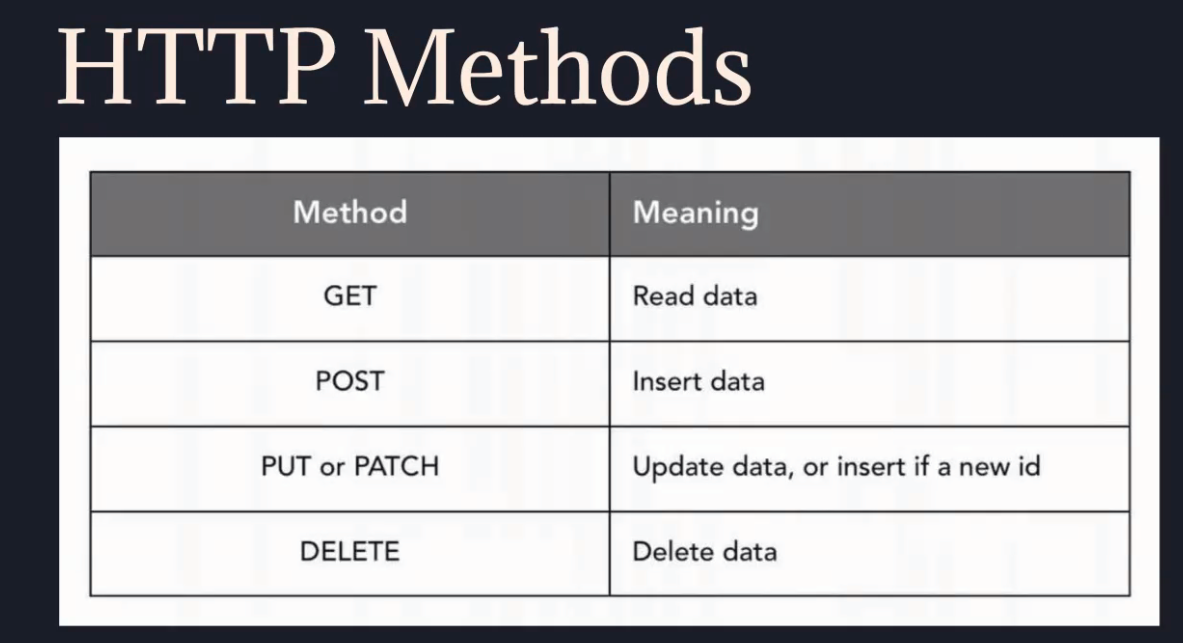 HTTP Methods
Method Meaning
GET Read data
POST Insert data
PUT or PATCH Update data, or insert if a new id
DELETE Delete data